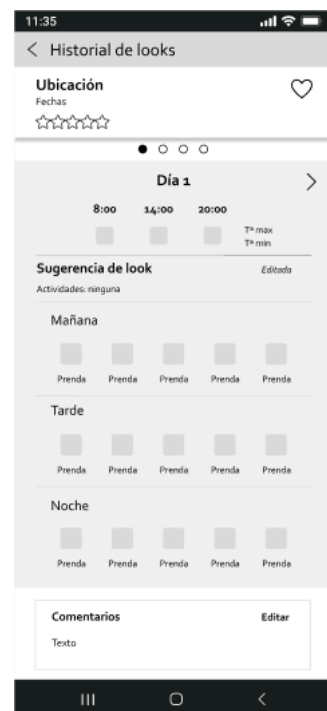 11:35
Historial de looks
Ubicación
Fechas
Día 1
8:00 14:00 20:00
Tª max
Tª min
Sugerencia de look Editada
Actividades: ninguna
Mañana
Prenda Prenda Prenda Prenda Prenda
Tarde
Prenda Prenda Prenda Prenda Prenda
Noche
Prenda Prenda Prenda Prenda Prenda
Comentarios Editar
Texto